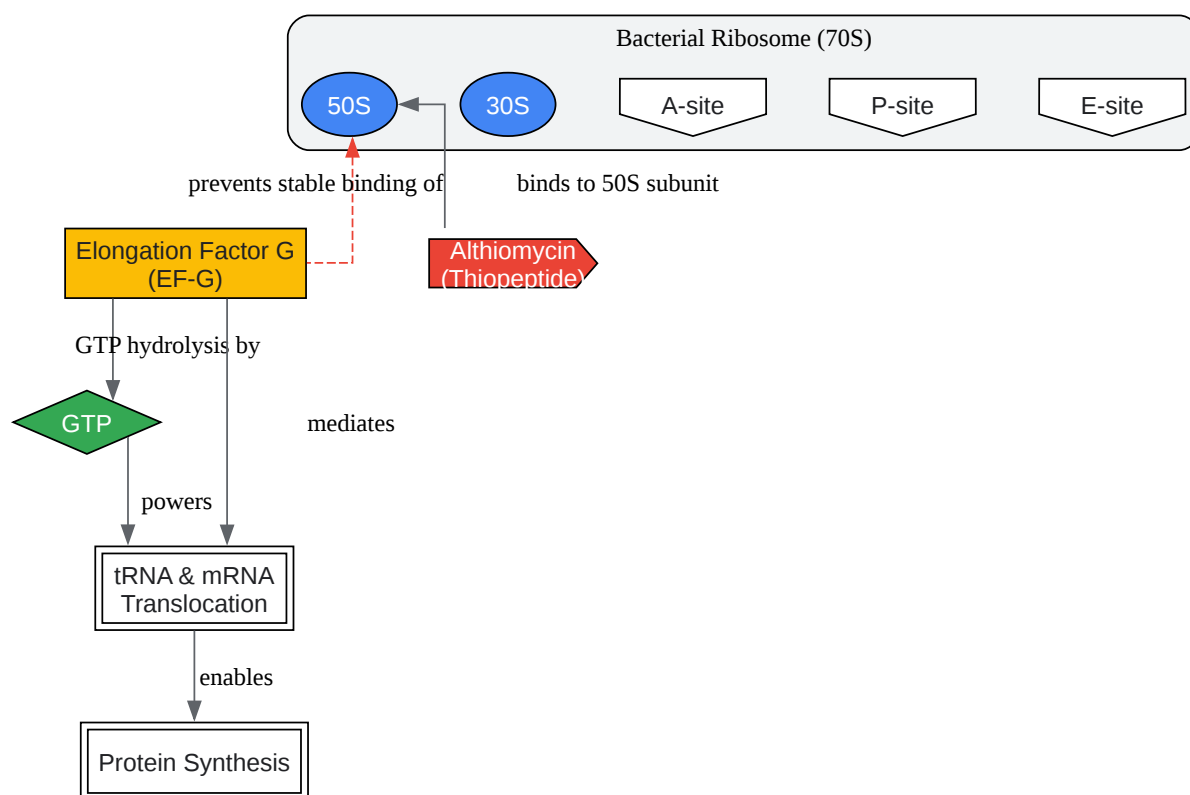 Bacterial Ribosome (70S)
50S
30S
A-site
P-site
E-site
prevents stable binding of
binds to 50S subunit
Elongation Factor G
(EF-G)
Althiomycin
(Thiopeptide)
GTP hydrolysis by
GTP
mediates
powers
tRNA & mRNA
Translocation
enables
Protein Synthesis